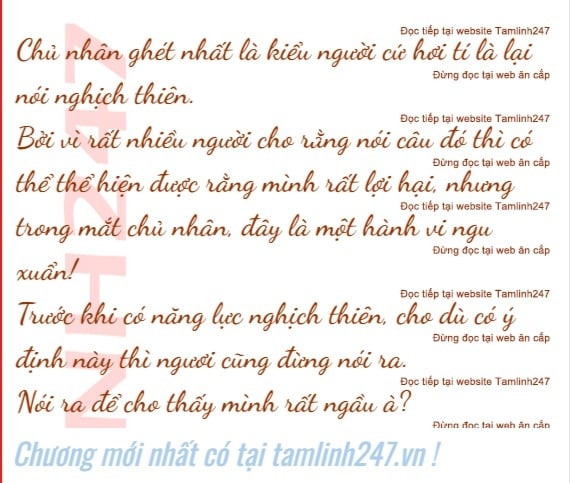 Đọc tiếp tại website Tamlinh247
Chủ nhân ghét nhất là kiểu người cứ hơi tí là lại
Đừng đọc tại web ăn cắp
nói nghịch thiên.
Đọc tiếp tại website Tamlinh247
Bởi vì rất nhiều người cho rằng nói câu đó thì có
Đừng đọc tại web ăn cắp
thể thể hiện được rằng mình rất lợi hại, nhưng
Đọc tiếp tại website Tamlinh247
trong mắt chủ nhân, đây là một hành vi ngu
Đừng đọc tại web ăn cắp
xuẩn!
Đọc tiếp tại website Tamlinh247
Trước khi có năng lực nghịch thiên, cho dù có ý
Đừng đọc tại web ăn cắp
định này thì ngươi cũng đừng nói ra.
Đọc tiếp tại website Tamlinh247
Nói ra để cho thấy mình rất ngầu à?
Đừng đọc tại web ăn cắp
NH247
Chương mới nhất có tại tamlinh247.vn !